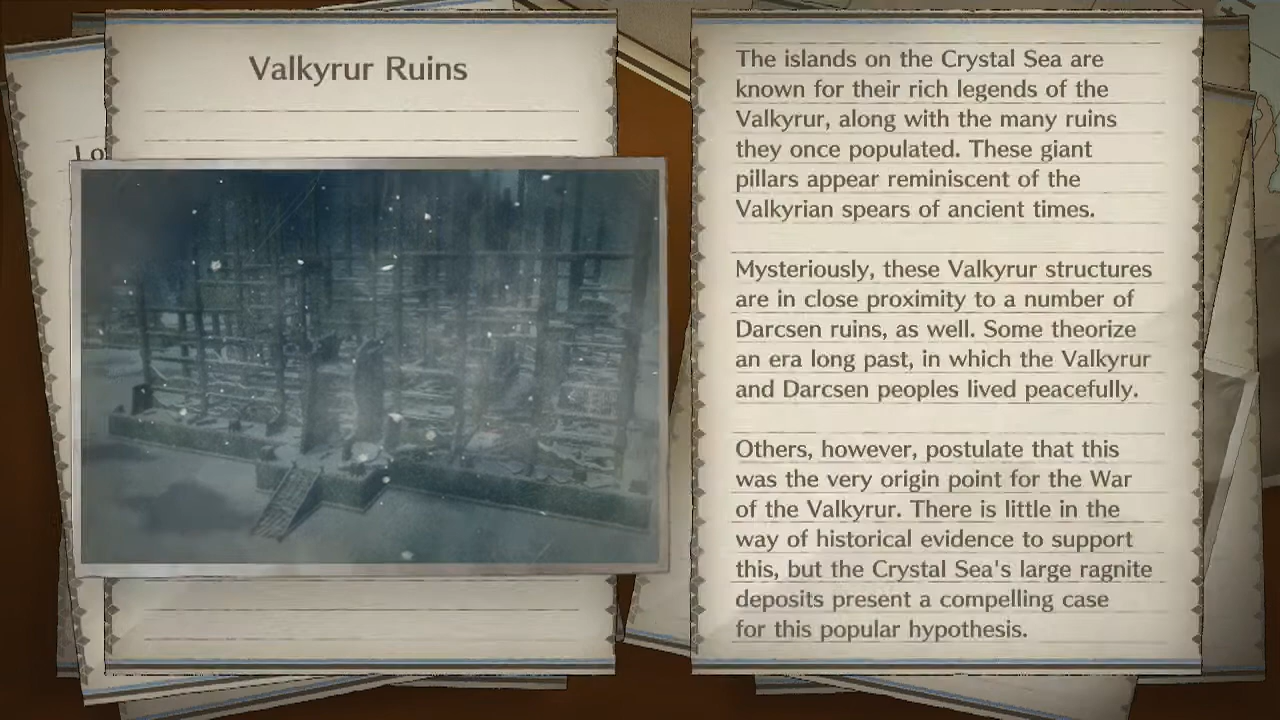 Valkyrur Ruins
Lo
The islands on the Crystal Sea are
known for their rich legends of the
Valkyrur, along with the many ruins
they once populated. These giant
pillars appear reminiscent of the
Valkyrian spears of ancient times.
Mysteriously, these Valkyrur structures
are in close proximity to a number of
Darcsen ruins, as well. Some theorize
an era long past, in which the Valkyrur
and Darcsen peoples lived peacefully.
Others, however, postulate that this
was the very origin point for the War
of the Valkyrur. There is little in the
way of historical evidence to support
this, but the Crystal Sea's large ragnite
deposits present a compelling case
for this popular hypothesis.